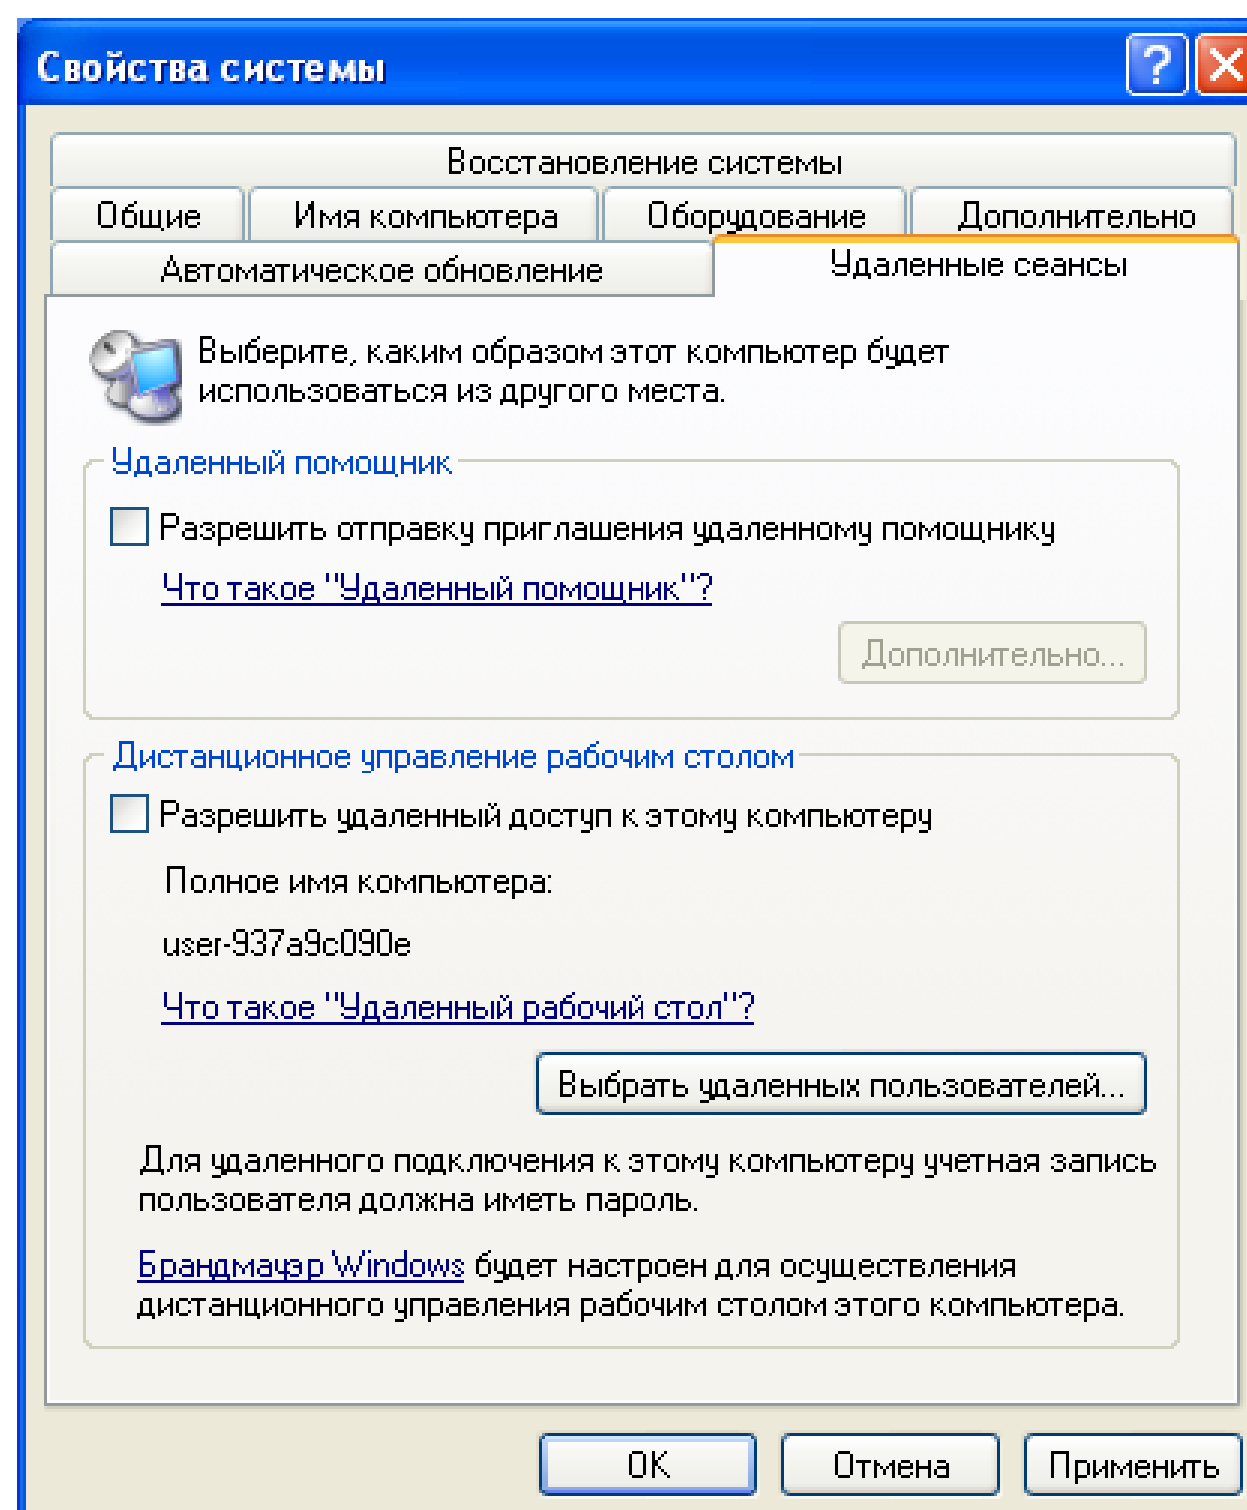 Свойства системы
Восстановление системы
Общие Имя компьютера Оборудование Дополнительно
Автоматическое обновление Удаленные сеансы
Выберите, каким образом этот компьютер будет
использоваться из другого места.
Удаленный помощник
Разрешить отправку приглашения удаленному помощнику
Что такое "Удаленный помощник"?
Дополнительно...
Дистанционное управление рабочим столом
Разрешить удаленный доступ к этому компьютеру
Полное имя компьютера:
user-937a9c090e
Что такое "Удаленный рабочий стол"?
Выбрать удаленных пользователей...
Для удаленного подключения к этому компьютеру учетная запись
пользователя должна иметь пароль.
Брандмауэр Windows будет настроен для осуществления
дистанционного управления рабочим столом этого компьютера.
ОК Отмена Применить